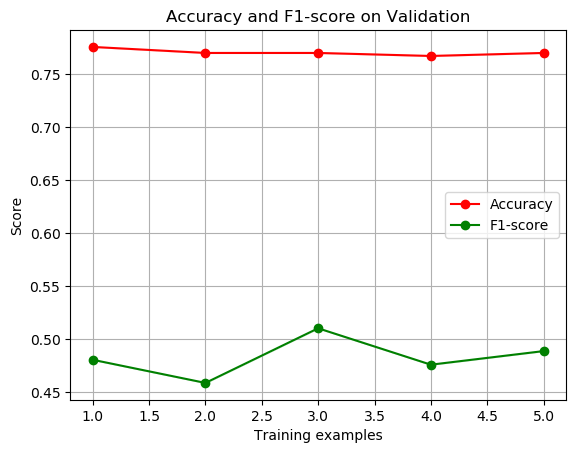 Accuracy and F1-score on Validation
0.75
0.70
0.65
0.60
0.55
0.50
0.45
Score
Accuracy
F1-score
1.0 1.5 2.0 2.5 3.0 3.5 4.0 4.5 5.0
Training examples